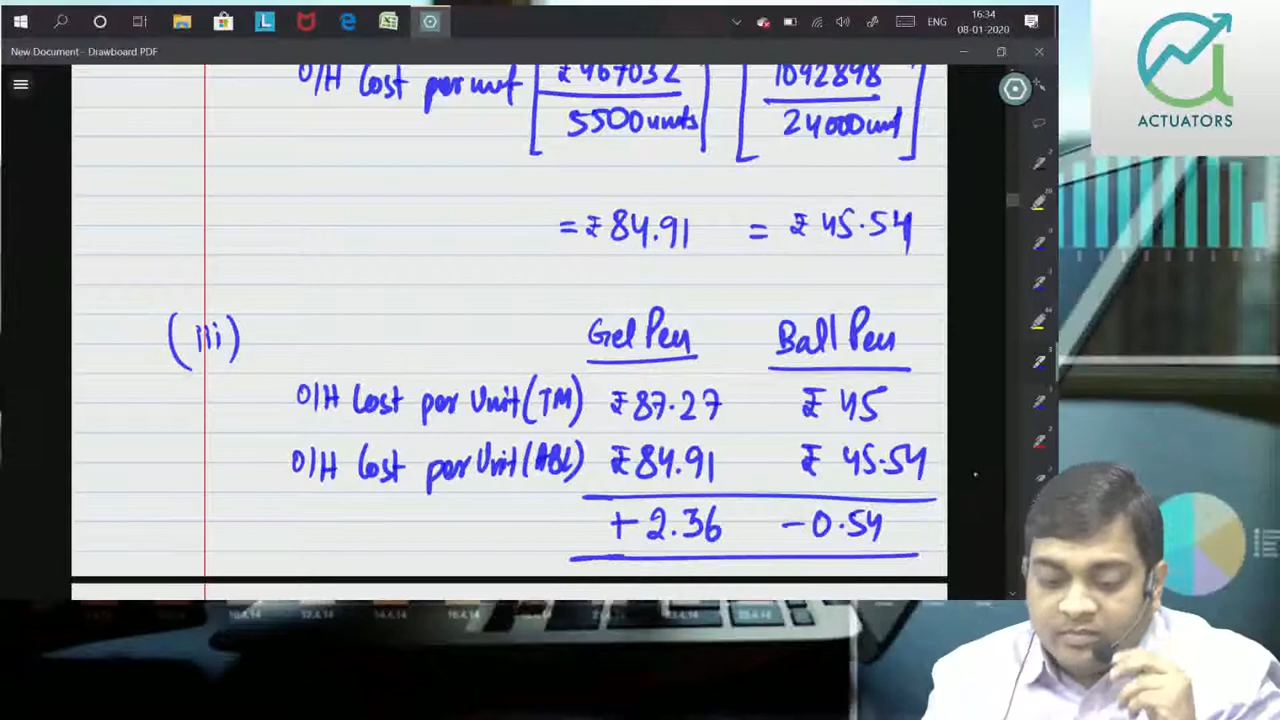 16:34
ENG
08-01-2020
New Document - Drawboard PDF
ACTUATORS
O/H Cost per unit [₹467032 / 5500 units] [1092898 / 24000 unit]
= ₹84.91 = ₹45.54
(iii)
Gel Pen Ball Pen
O/H Cost per Unit (TM) ₹87.27 ₹45
O/H Cost per Unit (ABC) ₹84.91 ₹45.54
+2.36 -0.54